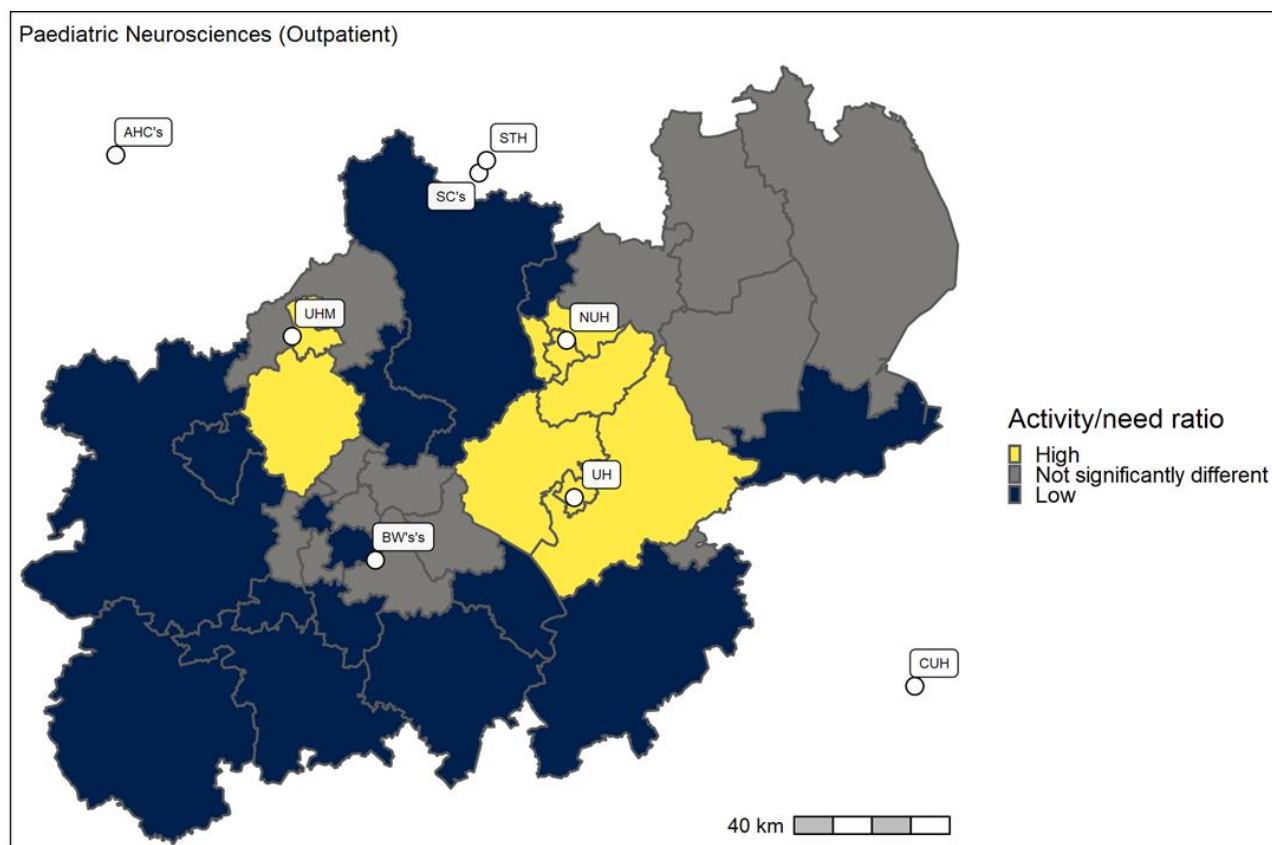 Paediatric Neurosciences (Outpatient)
AHC's
STH
SC's
UHM
NUH
Activity/need ratio
High
Not significantly different
Low
UH
BW's's
CUH
40 km